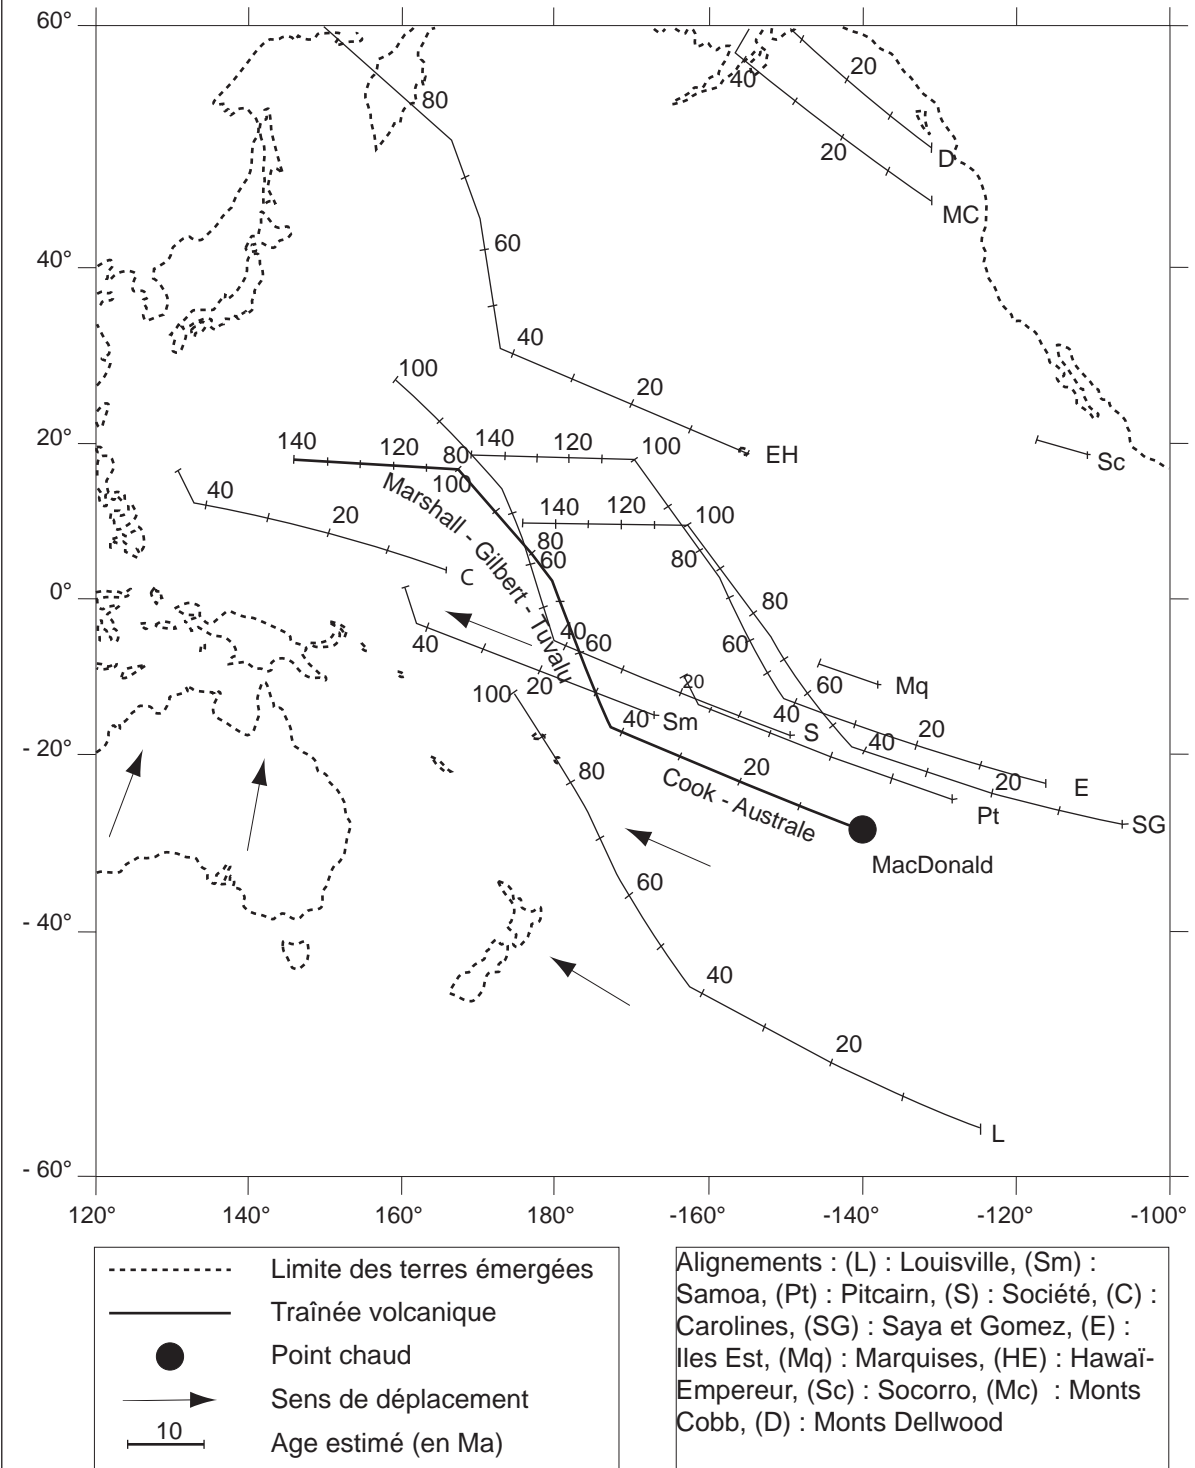 60°
80
20
40
20
D
MC
40°
60
40
100
20
20°
140
120
80
140
120
100
EH
Sc
100
Marshall - Gilbert - Tuvalu
140
120
100
40
20
80
60
80
C
0°
80
40
60
60
40
20
20
Sm
60
Mq
100
40
S
40
20
40
20
E
-20°
80
20
Cook - Australe
Pt
SG
MacDonald
60
- 40°
40
20
L
- 60°
120°
140°
160°
180°
-160°
-140°
-120°
-100°
Limite des terres émergées
Traînée volcanique
Point chaud
Sens de déplacement
10
Age estimé (en Ma)
Alignements : (L) : Louisville, (Sm) :
Samoa, (Pt) : Pitcairn, (S) : Société, (C) :
Carolines, (SG) : Saya et Gomez, (E) :
Iles Est, (Mq) : Marquises, (HE) : Hawaï-
Empereur, (Sc) : Socorro, (Mc) : Monts
Cobb, (D) : Monts Dellwood